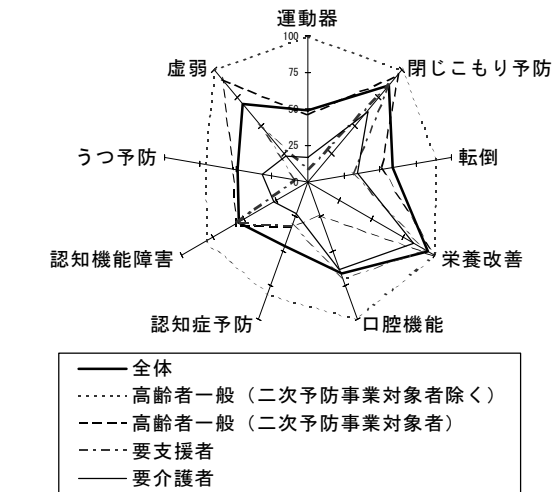 運動器
100
75
50
25
0
閉じこもり予防
転倒
栄養改善
口腔機能
認知症予防
認知機能障害
うつ予防
虚弱
全体
高齢者一般（二次予防事業対象者除く）
高齢者一般（二次予防事業対象者）
要支援者
要介護者